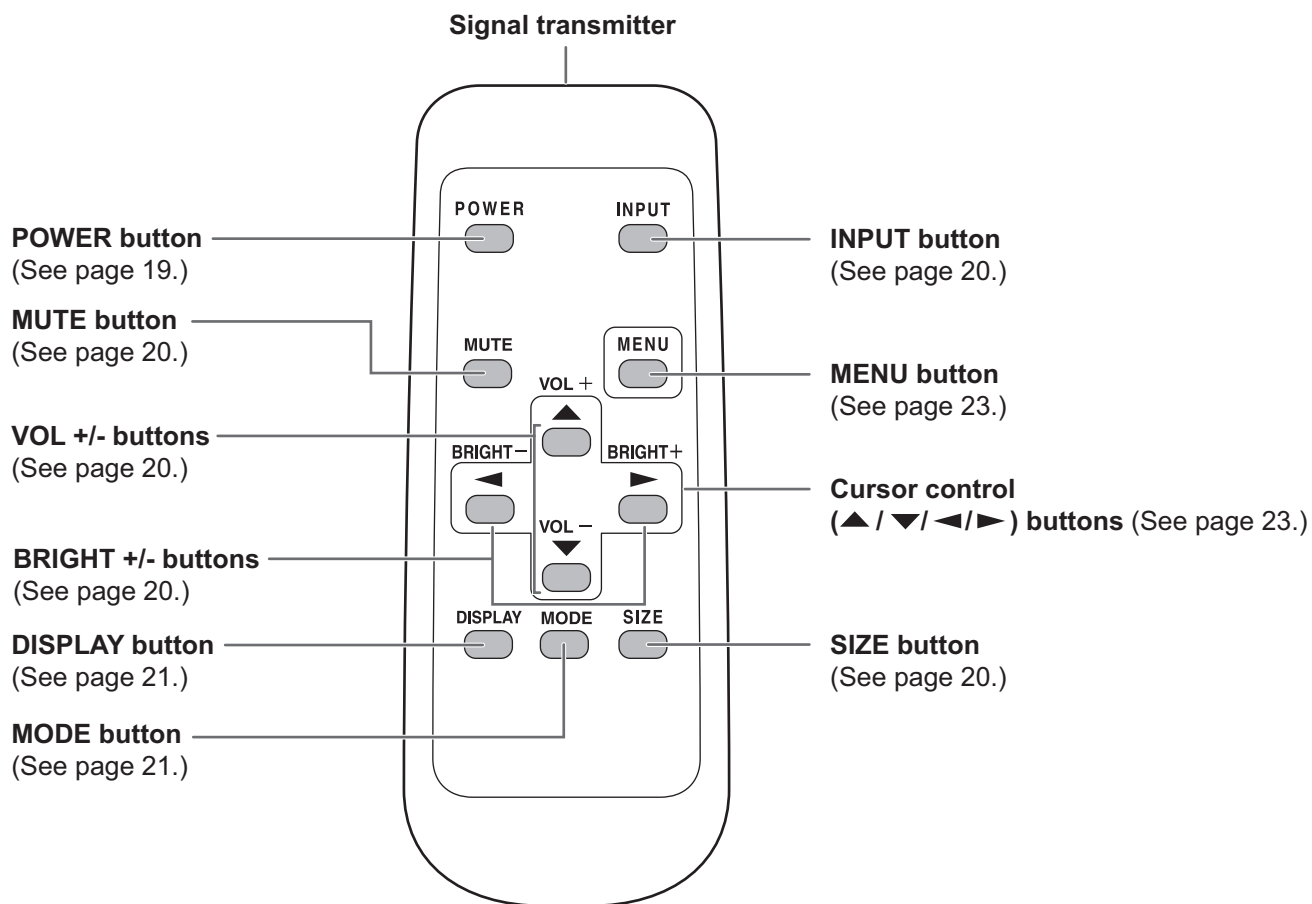 Signal transmitter
POWER button
(See page 19.)
MUTE button
(See page 20.)
VOL +/- buttons
(See page 20.)
BRIGHT +/- buttons
(See page 20.)
DISPLAY button
(See page 21.)
MODE button
(See page 21.)
POWER
INPUT
MUTE
MENU
VOL +
BRIGHT−
BRIGHT+
VOL −
DISPLAY
MODE
SIZE
INPUT button
(See page 20.)
MENU button
(See page 23.)
Cursor control
(▲ / ▼/ ◄/► ) buttons (See page 23.)
SIZE button
(See page 20.)